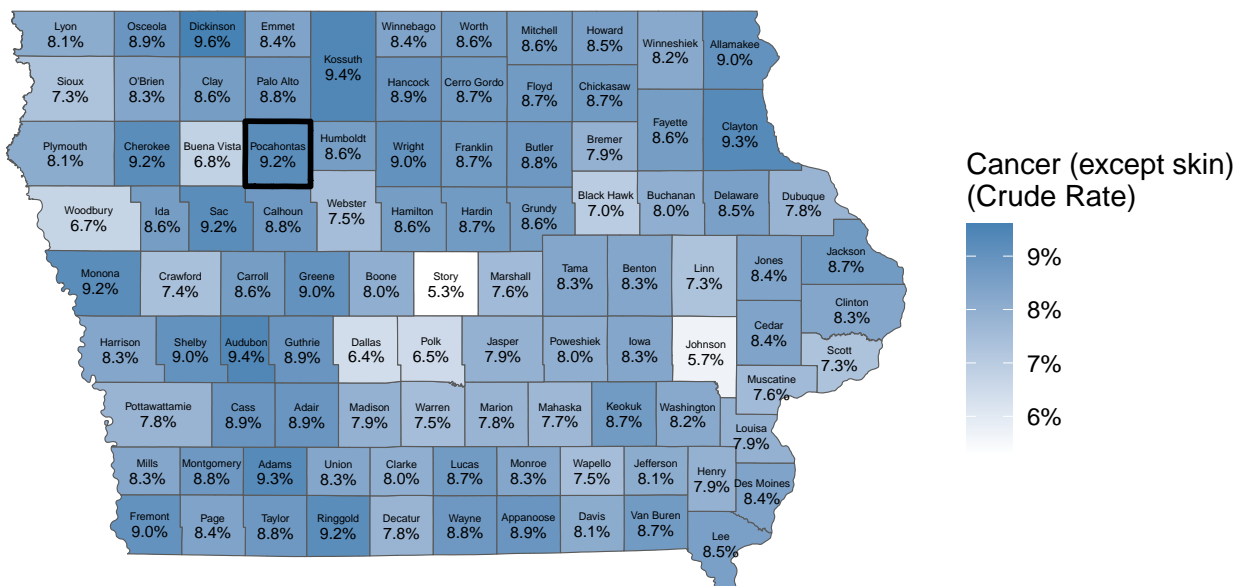 Lyon
8.1%
Osceola
8.9%
Dickinson
9.6%
Emmet
8.4%
Kossuth
9.4%
Winnebago
8.4%
Worth
8.6%
Mitchell
8.6%
Howard
8.5%
Winneshiek
8.2%
Allamakee
9.0%
Sioux
7.3%
O'Brien
8.3%
Clay
8.6%
Palo Alto
8.8%
Hancock
8.9%
Cerro Gordo
8.7%
Floyd
8.7%
Chickasaw
8.7%
Fayette
8.6%
Clayton
9.3%
Plymouth
8.1%
Cherokee
9.2%
Buena Vista
6.8%
Pocahontas
9.2%
Humboldt
8.6%
Wright
9.0%
Franklin
8.7%
Butler
8.8%
Bremer
7.9%
Woodbury
6.7%
Ida
8.6%
Sac
9.2%
Calhoun
8.8%
Webster
7.5%
Hamilton
8.6%
Hardin
8.7%
Grundy
8.6%
Black Hawk
7.0%
Buchanan
8.0%
Delaware
8.5%
Dubuque
7.8%
Monona
9.2%
Crawford
7.4%
Carroll
8.6%
Greene
9.0%
Boone
8.0%
Story
5.3%
Marshall
7.6%
Tama
8.3%
Benton
8.3%
Linn
7.3%
Jones
8.4%
Jackson
8.7%
Clinton
8.3%
Harrison
8.3%
Shelby
9.0%
Audubon
9.4%
Guthrie
8.9%
Dallas
6.4%
Polk
6.5%
Jasper
7.9%
Poweshiek
8.0%
Iowa
8.3%
Johnson
5.7%
Cedar
8.4%
Scott
7.3%
Muscatine
7.6%
Pottawattamie
7.8%
Cass
8.9%
Adair
8.9%
Madison
7.9%
Warren
7.5%
Marion
7.8%
Mahaska
7.7%
Keokuk
8.7%
Washington
8.2%
Louisa
7.9%
Mills
8.3%
Montgomery
8.8%
Adams
9.3%
Union
8.3%
Clarke
8.0%
Lucas
8.7%
Monroe
8.3%
Wapello
7.5%
Jefferson
8.1%
Henry
7.9%
Des Moines
8.4%
Fremont
9.0%
Page
8.4%
Taylor
8.8%
Ringgold
9.2%
Decatur
7.8%
Wayne
8.8%
Appanoose
8.9%
Davis
8.1%
Van Buren
8.7%
Lee
8.5%
Cancer (except skin)
(Crude Rate)
9%
8%
7%
6%